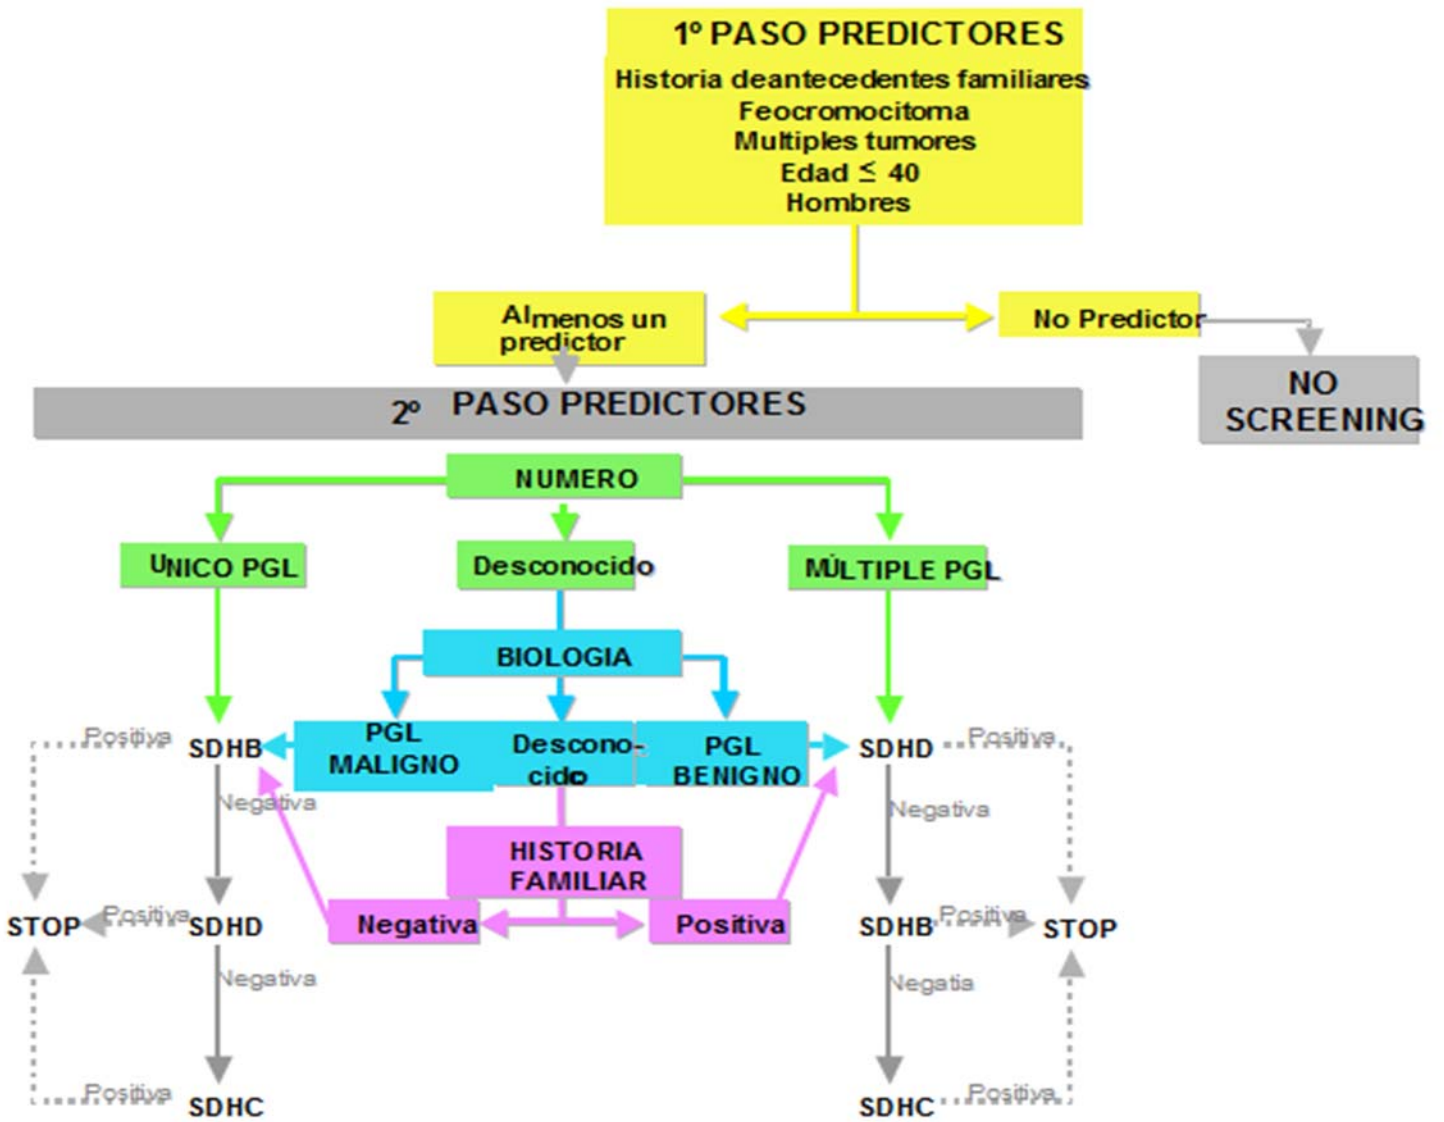 1º PASO PREDICTORES
Historia deantecedentes familiares
Feocromocitoma
Multiples tumores
Edad ≤ 40
Hombres
Al menos un
predictor
No Predictor
NO
SCREENING
2º PASO PREDICTORES
NUMERO
UNICO PGL
Desconocido
MÚLTIPLE PGL
BIOLOGIA
PGL
MALIGNO
Descono-
cido
PGL
BENIGNO
Positiva
SDHB
SDHD
Positiva
Negativa
Negativa
HISTORIA
FAMILIAR
Negativa
Positiva
STOP
Positiva
SDHD
SDHB
Positiva
STOP
Negativa
Negatia
Positiva
SDHC
SDHC
Positiva